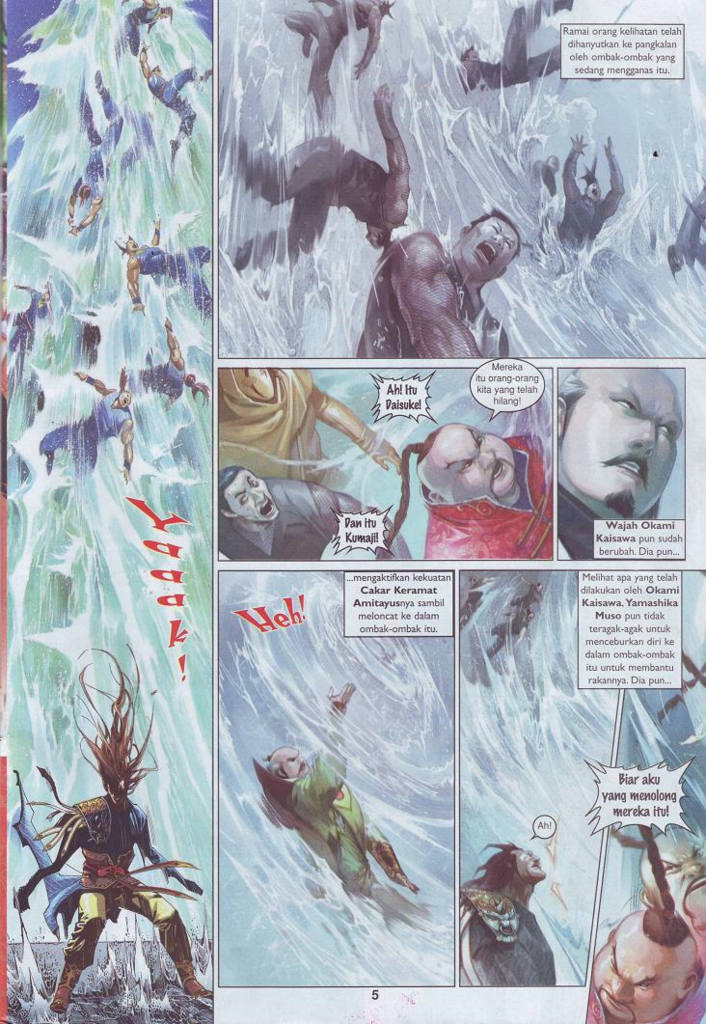 Yaaak!
Ramai orang kelihatan telah
dihanyutkan ke pangkalan
oleh ombak-ombak yang
sedang mengganas itu.
Ah! Itu
Daisuke!
Mereka
itu orang-orang
kita yang telah
hilang!
Dan itu
Kumaji!
Wajah Okami
Kaisawa pun sudah
berubah. Dia pun...
Heh!
...mengaktifkan kekuatan
Cakar Keramat
Amitayusnya sambil
meloncat ke dalam
ombak-ombak itu.
Melihat apa yang telah
dilakukan oleh Okami
Kaisawa, Yamashika
Muso pun tidak
teragak-agak untuk
menceburkan diri ke
dalam ombak-ombak
itu untuk membantu
rakannya. Dia pun...
Ah!
Biar aku
yang menolong
mereka itu!
5